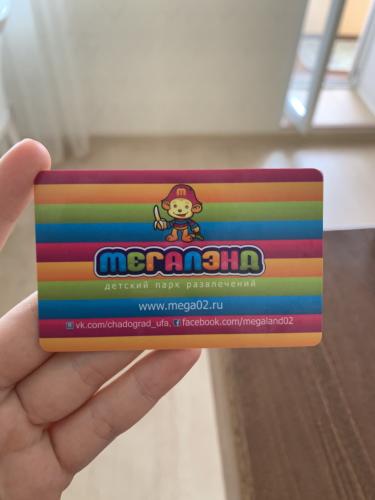 м
МЕГАЛЭНД
детский парк развлечений
www.mega02.ru
vk.com/chadograd_ufa, facebook.com/megaland02